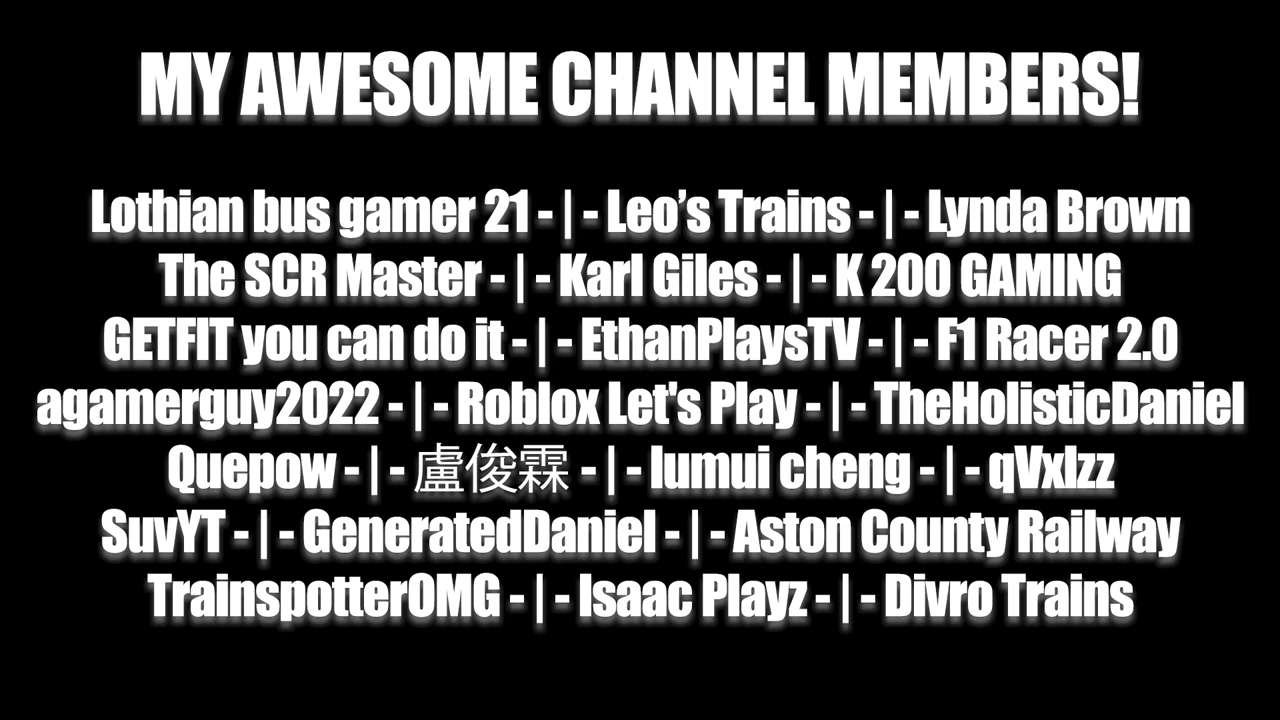 MY AWESOME CHANNEL MEMBERS!
Lothian bus gamer 21 - | - Leo’s Trains - | - Lynda Brown
The SCR Master - | - Karl Giles - | - K 200 GAMING
GETFIT you can do it - | - EthanPlaysTV - | - F1 Racer 2.0
agamerguy2022 - | - Roblox Let's Play - | - TheHolisticDaniel
Quepow - | - 盧俊霖 - | - lumui cheng - | - qVxlzz
SuvYT - | - GeneratedDaniel - | - Aston County Railway
TrainspotterOMG - | - Isaac Playz - | - Divro Trains